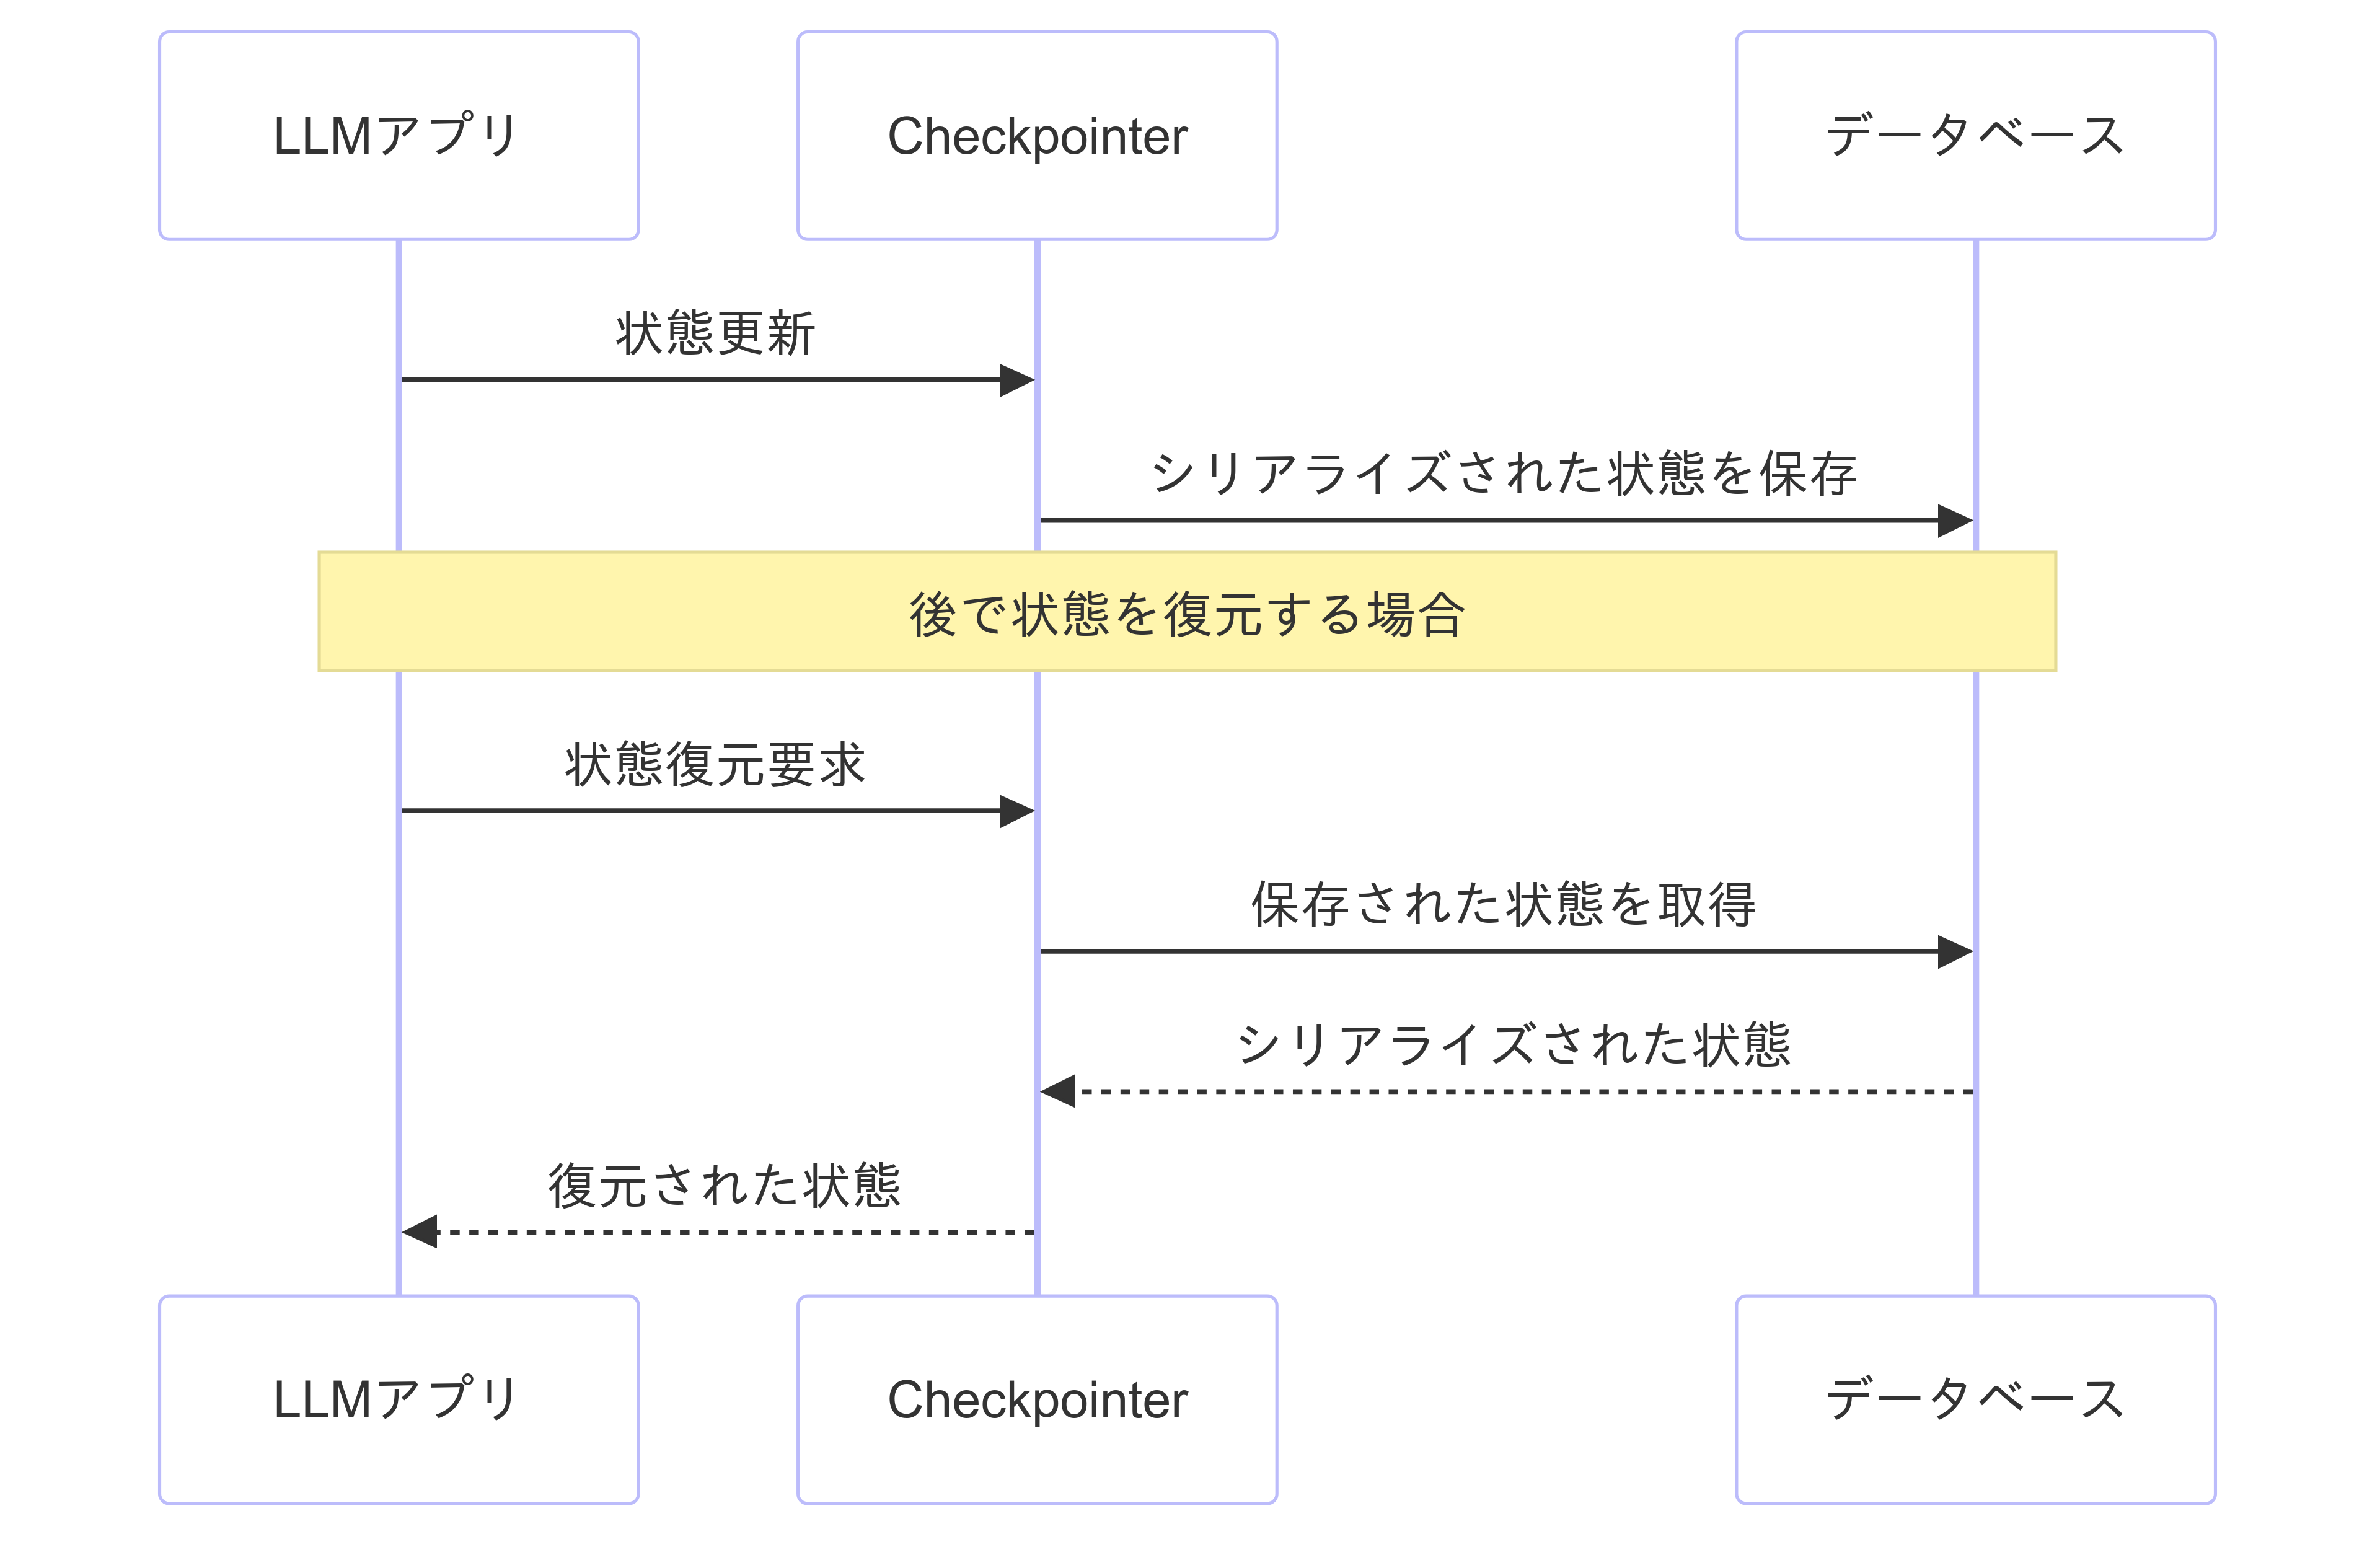 LLMアプリ
Checkpointer
データベース
状態更新
シリアライズされた状態を保存
後で状態を復元する場合
状態復元要求
保存された状態を取得
シリアライズされた状態
復元された状態
LLMアプリ
Checkpointer
データベース